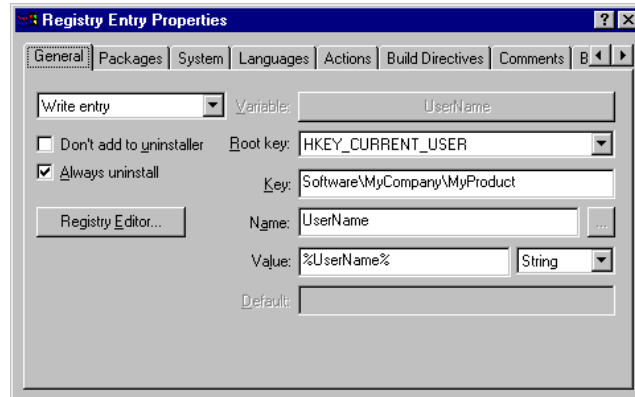 Registry Entry Properties
General Packages System Languages Actions Build Directives Comments B
Write entry Variable: UserName
Don't add to uninstaller Root key: HKEY_CURRENT_USER
Always uninstall Key: Software\MyCompany\MyProduct
Registry Editor... Name: UserName ...
Value: %UserName% String
Default: